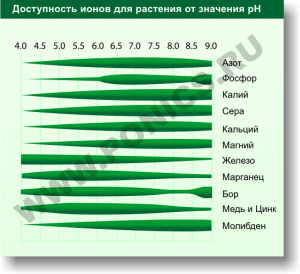 Доступность ионов для растения от значения pH
4.0 4.5 5.0 5.5 6.0 6.5 7.0 7.5 8.0 8.5 9.0
Азот
Фосфор
Калий
Сера
Кальций
Магний
Железо
Марганец
Бор
Медь и Цинк
Молибден
WWW.PONICS.RU